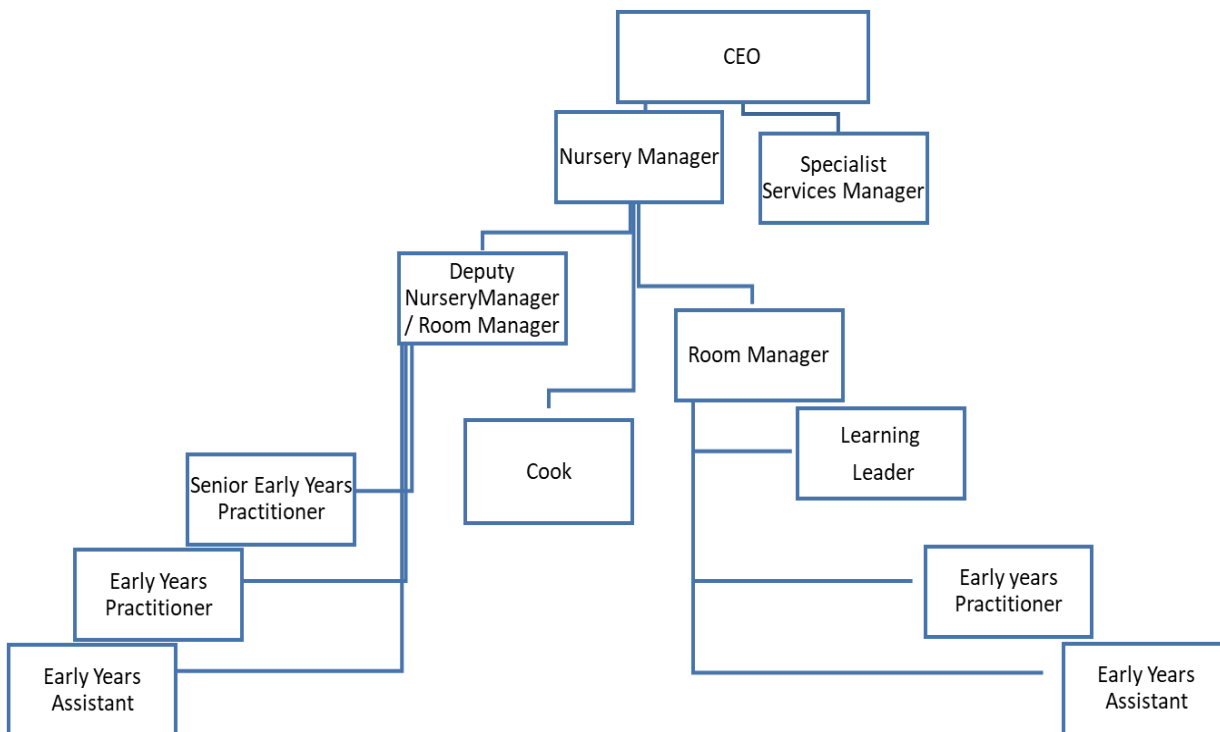 CEO
Nursery Manager
Specialist
Services Manager
Deputy
NurseryManager
/ Room Manager
Room Manager
Learning
Leader
Cook
Senior Early Years
Practitioner
Early Years
Practitioner
Early years
Practitioner
Early Years
Assistant
Early Years
Assistant